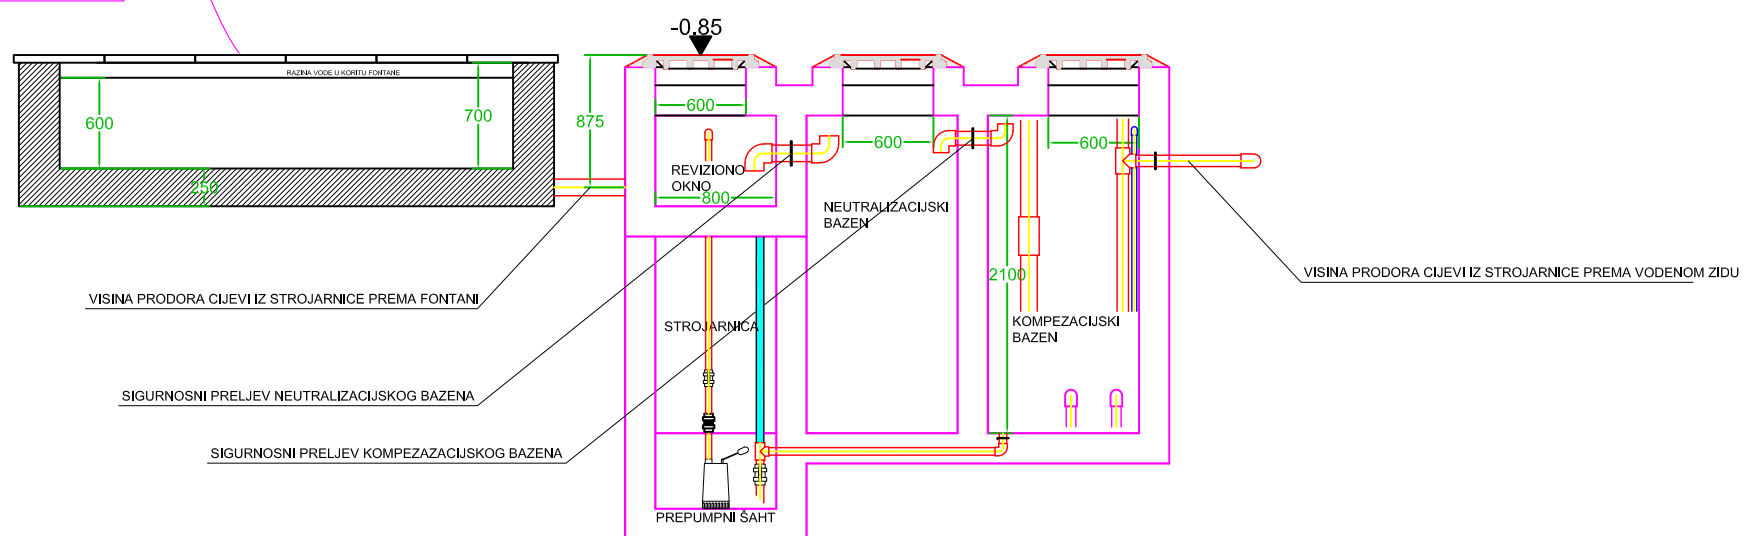 -0.85
RAZINA VODE U KORITU FONTANE
600
700
875
250
600
600
600
REVIZIONO
OKNO
800
NEUTRALIZACIJSKI
BAZEN
2100
VISINA PRODORA CIJEVI IZ STROJARNICE PREMA VODENOM ZIDU
VISINA PRODORA CIJEVI IZ STROJARNICE PREMA FONTANI
STROJARNICA
KOMPEZACIJSKI
BAZEN
SIGURNOSNI PRELJEV NEUTRALIZACIJSKOG BAZENA
SIGURNOSNI PRELJEV KOMPEZAZACIJSKOG BAZENA
PREPUMPNI ŠAHT